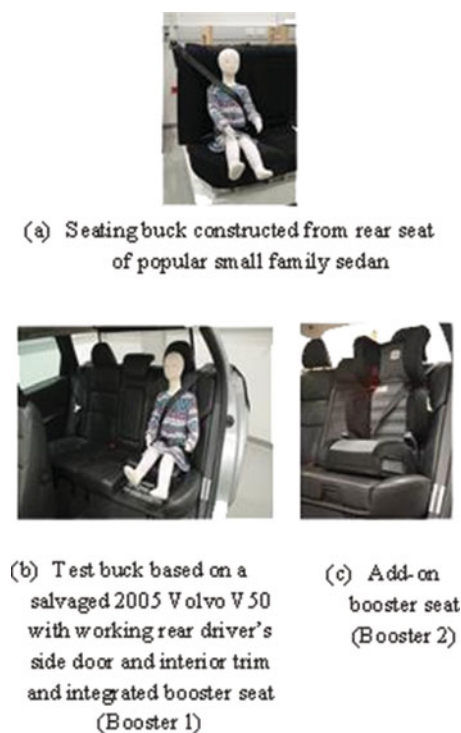 (a) Seating buck constructed from rear seat
of popular small family sedan
(b) Test buck based on a
salvaged 2005 Volvo V50
with working rear driver's
side door and interior trim
and integrated booster seat
(Booster 1)
(c) Add-on
booster seat
(Booster 2)